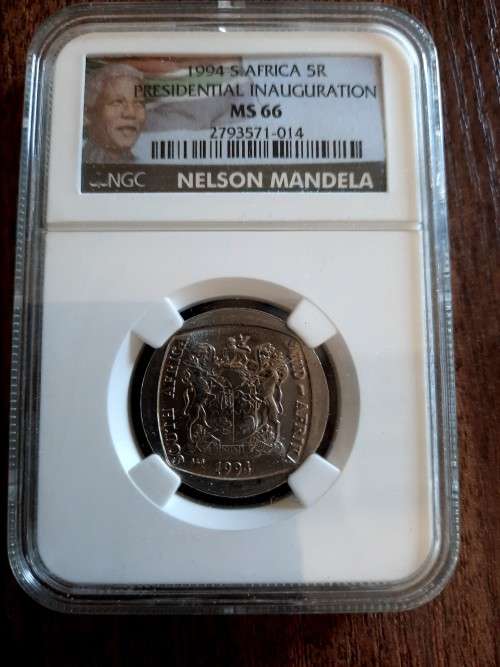 1994 S.AFRICA 5R
PRESIDENTIAL INAUGURATION
MS 66
2793571-014
NGC
NELSON MANDELA
SOUTH AFRICA
SUID-AFRIKA
1994